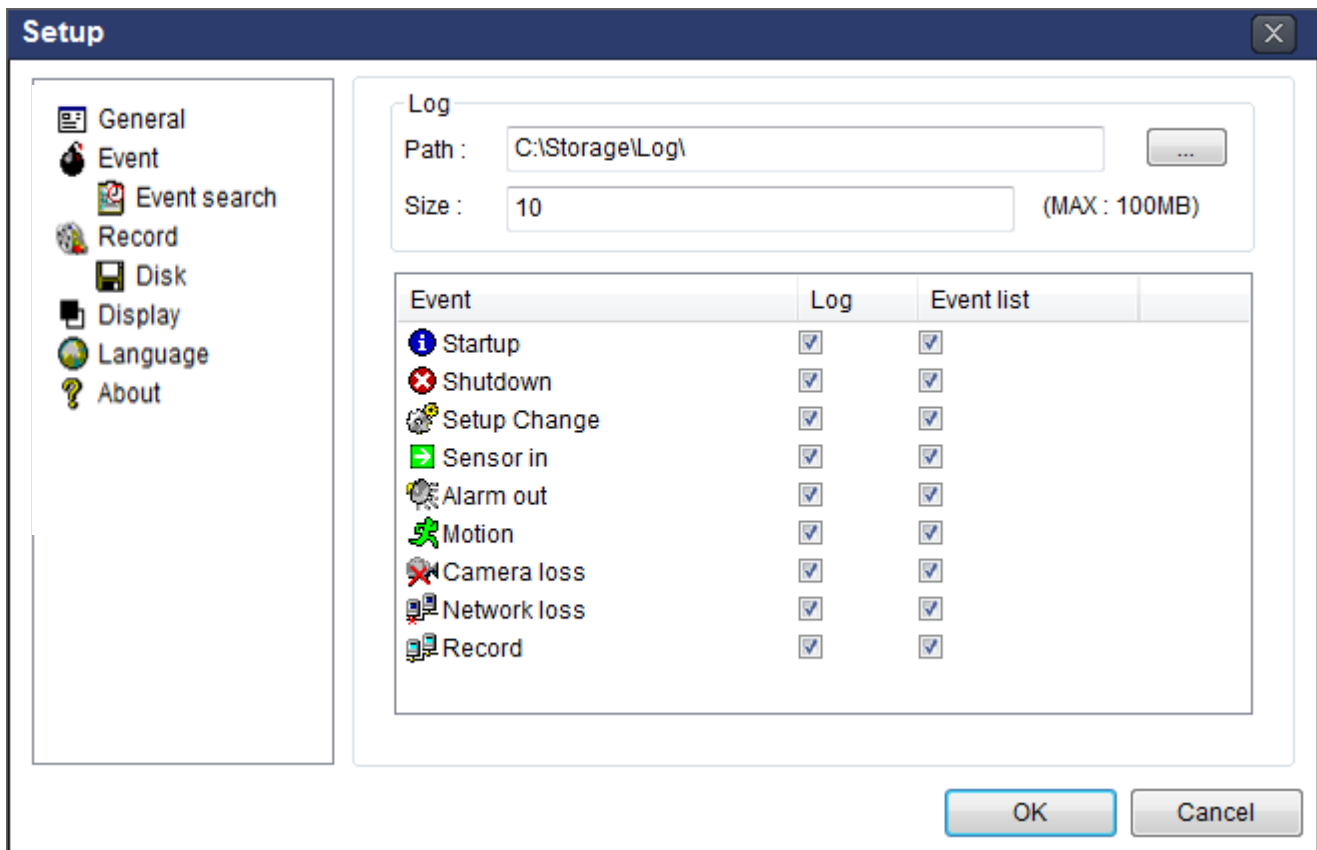 Setup
General
Event
Event search
Record
Disk
Display
Language
About
Log
Path : C:\Storage\Log\ ...
Size : 10 (MAX : 100MB)
Event Log Event list
Startup
Shutdown
Setup Change
Sensor in
Alarm out
Motion
Camera loss
Network loss
Record
OK Cancel